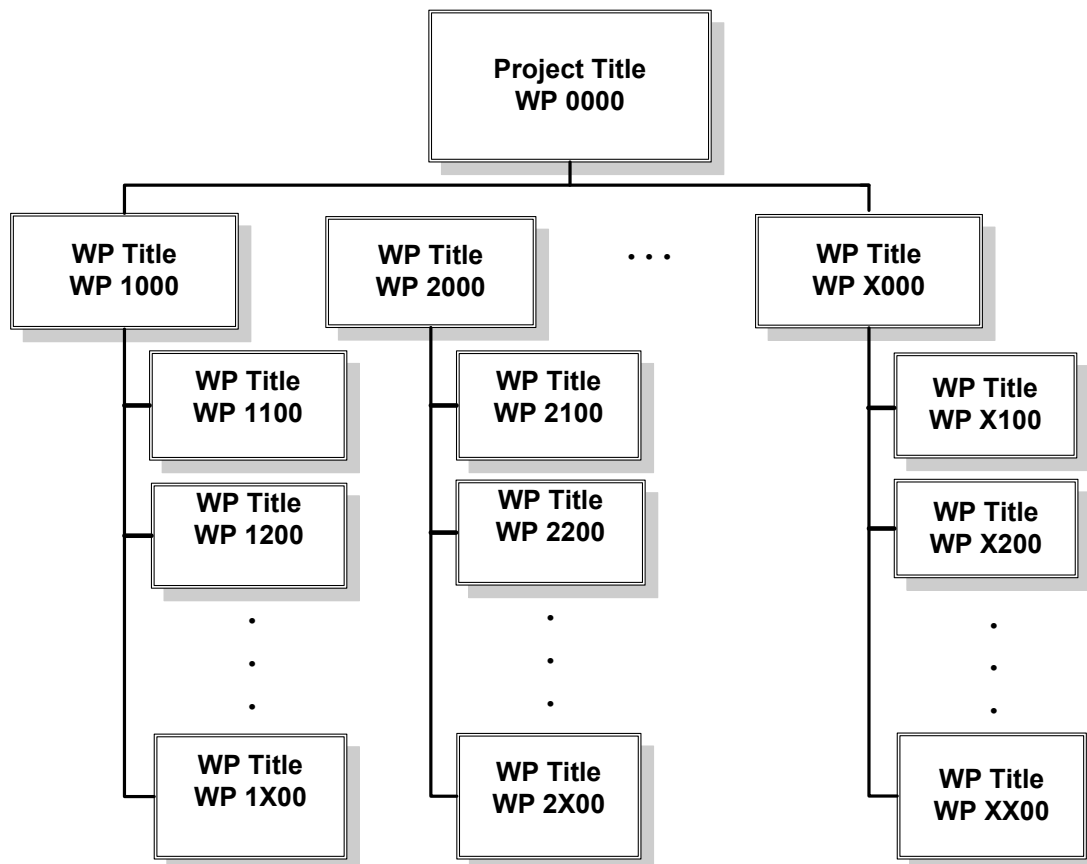 Project Title
WP 0000
WP Title
WP 1000
WP Title
WP 2000
. . .
WP Title
WP X000
WP Title
WP 1100
WP Title
WP 2100
WP Title
WP X100
WP Title
WP 1200
WP Title
WP 2200
WP Title
WP X200
.
.
.
.
.
.
.
.
.
WP Title
WP 1X00
WP Title
WP 2X00
WP Title
WP XX00